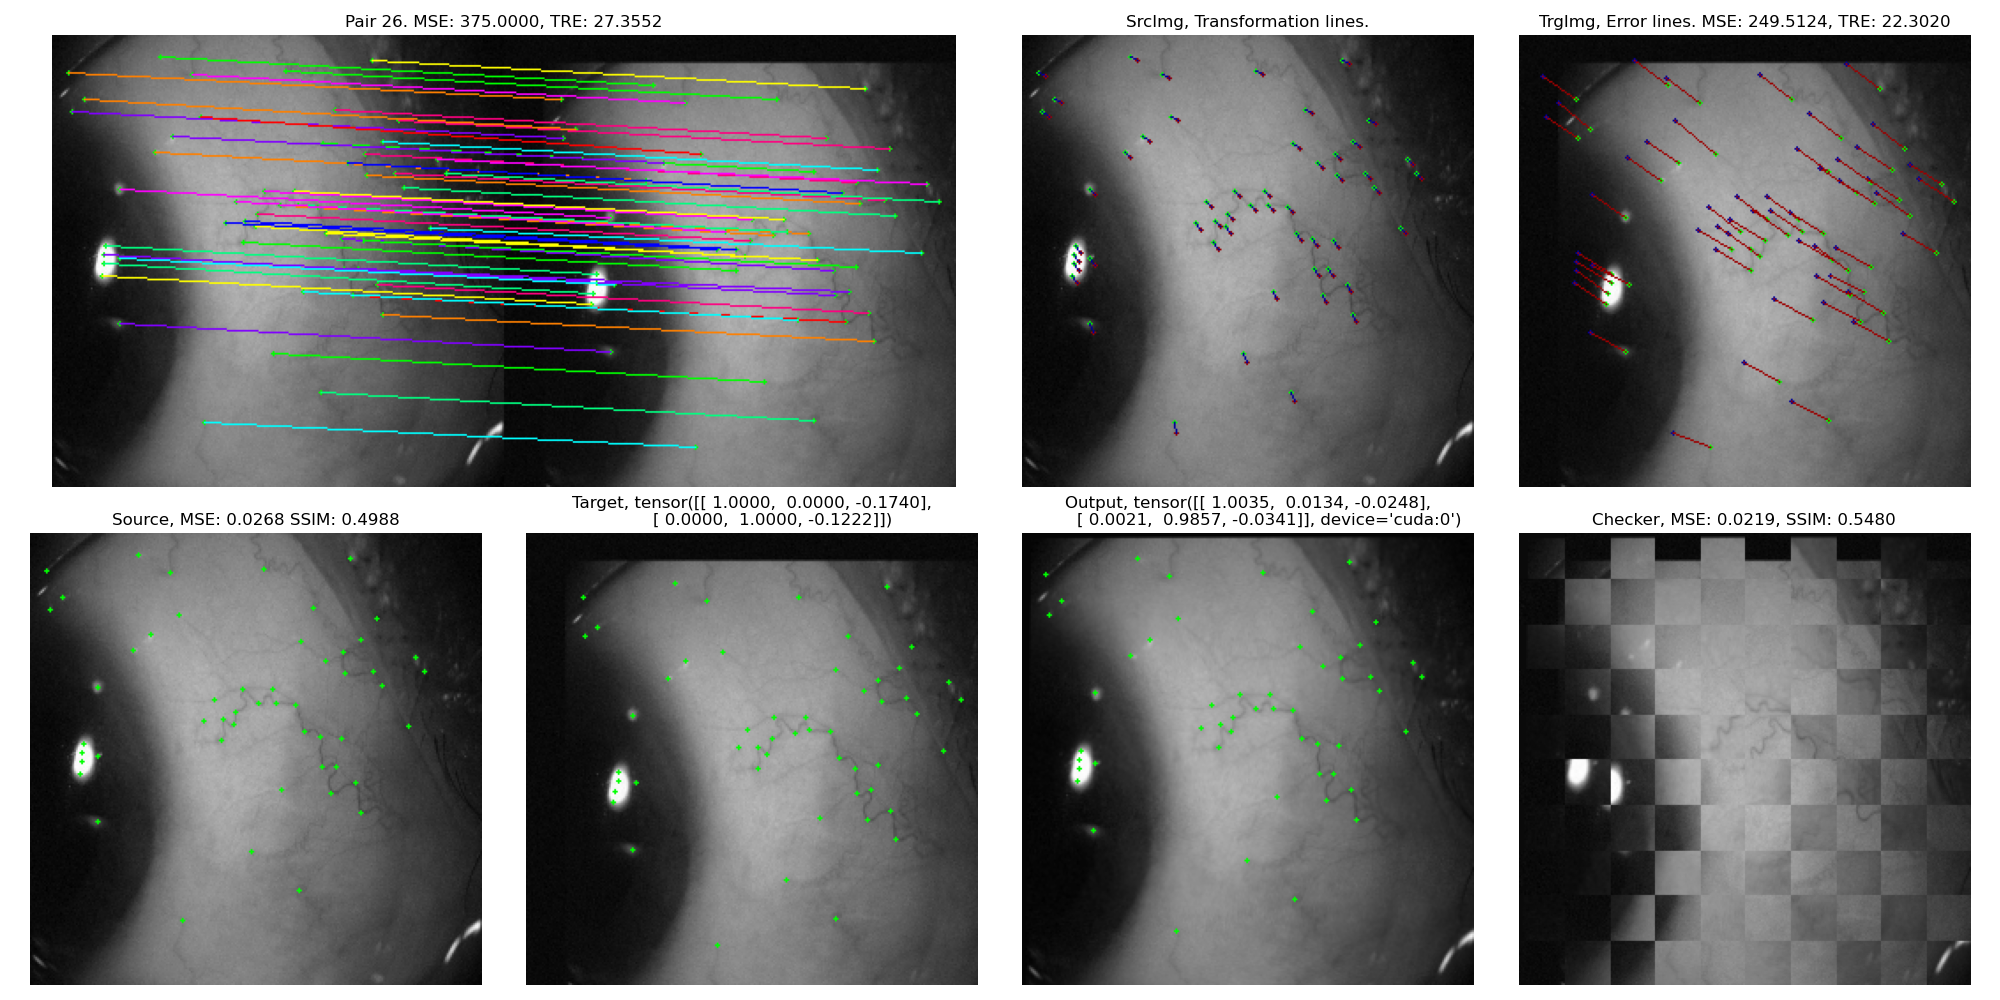 Pair 26. MSE: 375.0000, TRE: 27.3552
SrcImg, Transformation lines.
TrgImg, Error lines. MSE: 249.5124, TRE: 22.3020
Source, MSE: 0.0268 SSIM: 0.4988
Target, tensor([[ 1.0000,  0.0000, -0.1740],
[ 0.0000,  1.0000, -0.1222]])
Output, tensor([[ 1.0035,  0.0134, -0.0248],
[ 0.0021,  0.9857, -0.0341]], device='cuda:0')
Checker, MSE: 0.0219, SSIM: 0.5480